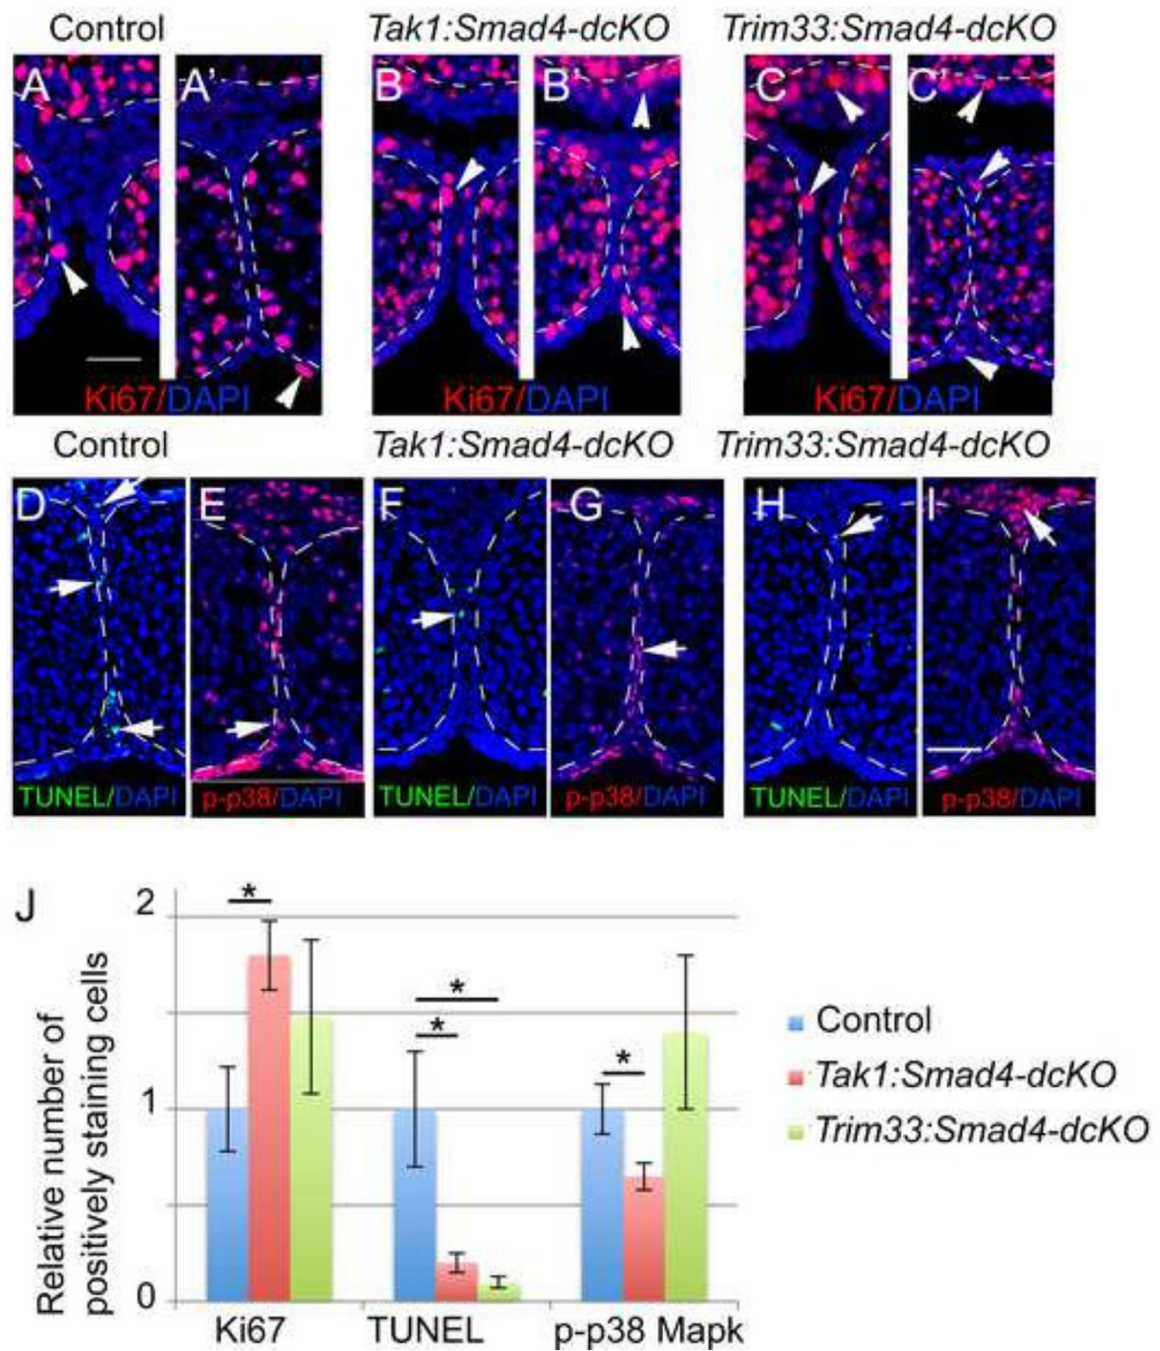 Control Tak1:Smad4-dcKO Trim33:Smad4-dcKO
A A' B B' C C'
Ki67/DAPI Ki67/DAPI Ki67/DAPI
Control Tak1:Smad4-dcKO Trim33:Smad4-dcKO
D E F G H I
TUNEL/DAPI p-p38/DAPI TUNEL/DAPI p-p38/DAPI TUNEL/DAPI p-p38/DAPI
J
Relative number of
positively staining cells
2
1
0
* * * *
Ki67 TUNEL p-p38 Mapk
Control
Tak1:Smad4-dcKO
Trim33:Smad4-dcKO